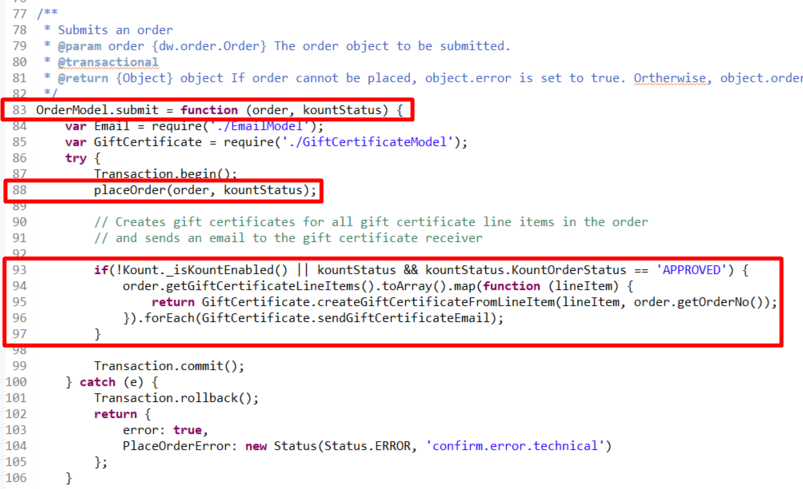 77 /**
78 * Submits an order
79 * @param order {dw.order.Order} The order object to be submitted.
80 * @transactional
81 * @return {Object} object If order cannot be placed, object.error is set to true. Ortherwise, object.order
82 */
83 OrderModel.submit = function (order, kountStatus) {
84 var Email = require('./EmailModel');
85 var GiftCertificate = require('./GiftCertificateModel');
86 try {
87 Transaction.begin();
88 placeOrder(order, kountStatus);
89
90 // Creates gift certificates for all gift certificate line items in the order
91 // and sends an email to the gift certificate receiver
92
93 if(!Kount._isKountEnabled() || kountStatus && kountStatus.KountOrderStatus == 'APPROVED') {
94 order.getGiftCertificateLineItems().toArray().map(function (lineItem) {
95 return GiftCertificate.createGiftCertificateFromLineItem(lineItem, order.getOrderNo());
96 }).forEach(GiftCertificate.sendGiftCertificateEmail);
97 }
98
99 Transaction.commit();
100 } catch (e) {
101 Transaction.rollback();
102 return {
103 error: true,
104 PlaceOrderError: new Status(Status.ERROR, 'confirm.error.technical')
105 };
106 }